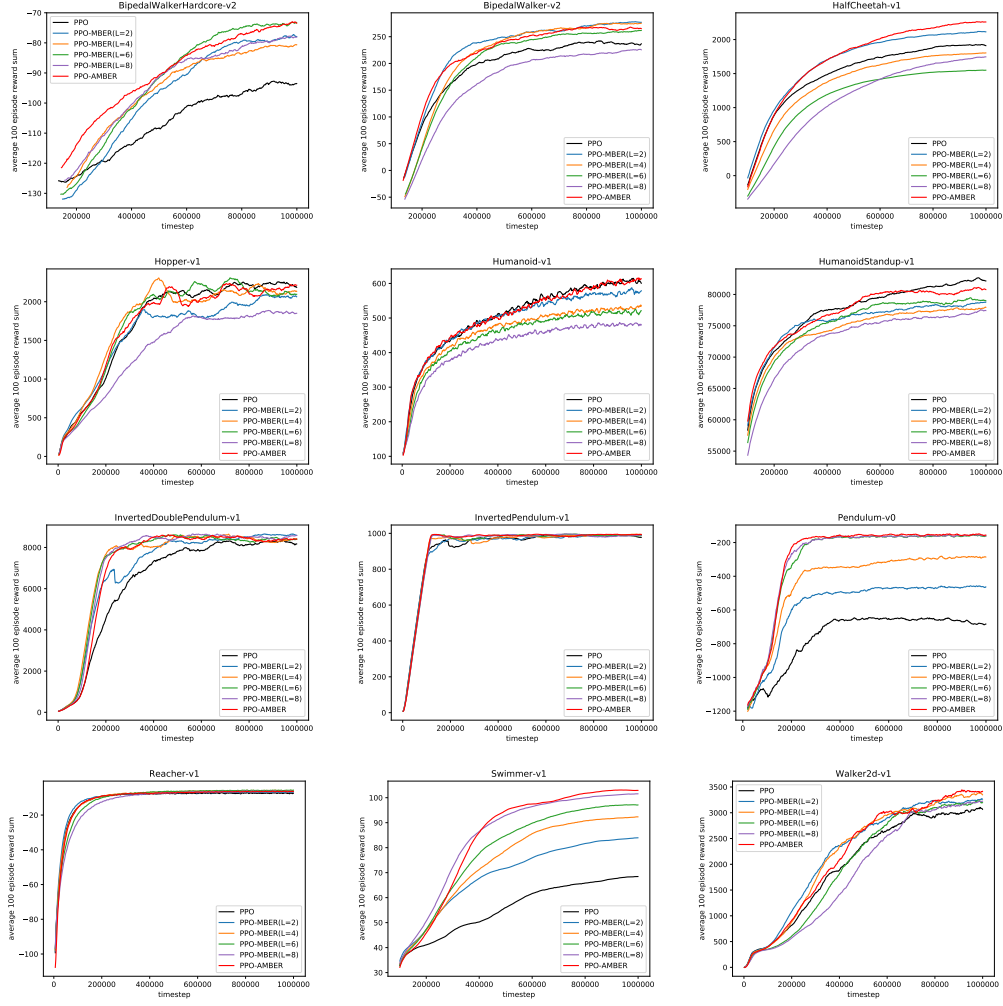 BipedalWalkerHardcore-v2
average 100 episode reward sum
−70
−80
−90
−100
−110
−120
−130
200000 400000 600000 800000 1000000
timestep
PPO
PPO-MBER(L=2)
PPO-MBER(L=4)
PPO-MBER(L=6)
PPO-MBER(L=8)
PPO-AMBER
BipedalWalker-v2
average 100 episode reward sum
250
200
150
100
50
0
−50
200000 400000 600000 800000 1000000
timestep
PPO
PPO-MBER(L=2)
PPO-MBER(L=4)
PPO-MBER(L=6)
PPO-MBER(L=8)
PPO-AMBER
HalfCheetah-v1
average 100 episode reward sum
2000
1500
1000
500
0
−500
200000 400000 600000 800000 1000000
timestep
PPO
PPO-MBER(L=2)
PPO-MBER(L=4)
PPO-MBER(L=6)
PPO-MBER(L=8)
PPO-AMBER
Hopper-v1
average 100 episode reward sum
2000
1500
1000
500
0
0 200000 400000 600000 800000 1000000
timestep
PPO
PPO-MBER(L=2)
PPO-MBER(L=4)
PPO-MBER(L=6)
PPO-MBER(L=8)
PPO-AMBER
Humanoid-v1
average 100 episode reward sum
600
500
400
300
200
100
0 200000 400000 600000 800000 1000000
timestep
PPO
PPO-MBER(L=2)
PPO-MBER(L=4)
PPO-MBER(L=6)
PPO-MBER(L=8)
PPO-AMBER
HumanoidStandup-v1
average 100 episode reward sum
80000
75000
70000
65000
60000
55000
200000 400000 600000 800000 1000000
timestep
PPO
PPO-MBER(L=2)
PPO-MBER(L=4)
PPO-MBER(L=6)
PPO-MBER(L=8)
PPO-AMBER
InvertedDoublePendulum-v1
average 100 episode reward sum
8000
6000
4000
2000
0
0 200000 400000 600000 800000 1000000
timestep
PPO
PPO-MBER(L=2)
PPO-MBER(L=4)
PPO-MBER(L=6)
PPO-MBER(L=8)
PPO-AMBER
InvertedPendulum-v1
average 100 episode reward sum
1000
800
600
400
200
0
0 200000 400000 600000 800000 1000000
timestep
PPO
PPO-MBER(L=2)
PPO-MBER(L=4)
PPO-MBER(L=6)
PPO-MBER(L=8)
PPO-AMBER
Pendulum-v0
average 100 episode reward sum
−200
−400
−600
−800
−1000
−1200
0 200000 400000 600000 800000 1000000
timestep
PPO
PPO-MBER(L=2)
PPO-MBER(L=4)
PPO-MBER(L=6)
PPO-MBER(L=8)
PPO-AMBER
Reacher-v1
average 100 episode reward sum
−20
−40
−60
−80
−100
0 200000 400000 600000 800000 1000000
timestep
PPO
PPO-MBER(L=2)
PPO-MBER(L=4)
PPO-MBER(L=6)
PPO-MBER(L=8)
PPO-AMBER
Swimmer-v1
average 100 episode reward sum
100
90
80
70
60
50
40
30
200000 400000 600000 800000 1000000
timestep
PPO
PPO-MBER(L=2)
PPO-MBER(L=4)
PPO-MBER(L=6)
PPO-MBER(L=8)
PPO-AMBER
Walker2d-v1
average 100 episode reward sum
3500
3000
2500
2000
1500
1000
500
0
0 200000 400000 600000 800000 1000000
timestep
PPO
PPO-MBER(L=2)
PPO-MBER(L=4)
PPO-MBER(L=6)
PPO-MBER(L=8)
PPO-AMBER